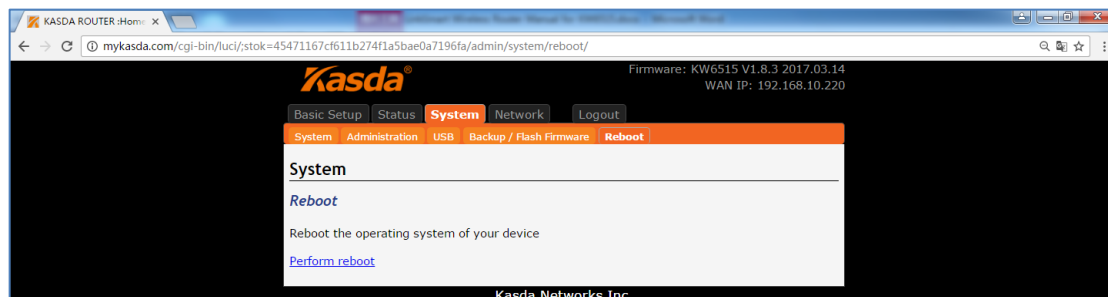 KASDA ROUTER :Home
mykasda.com/cgi-bin/luci/;stok=45471167cf611b274f1a5bae0a7196fa/admin/system/reboot/
Kasda®
Firmware: KW6515 V1.8.3 2017.03.14
WAN IP: 192.168.10.220
Basic Setup Status System Network Logout
System Administration USB Backup / Flash Firmware Reboot
System
Reboot
Reboot the operating system of your device
Perform reboot
Kasda Networks Inc